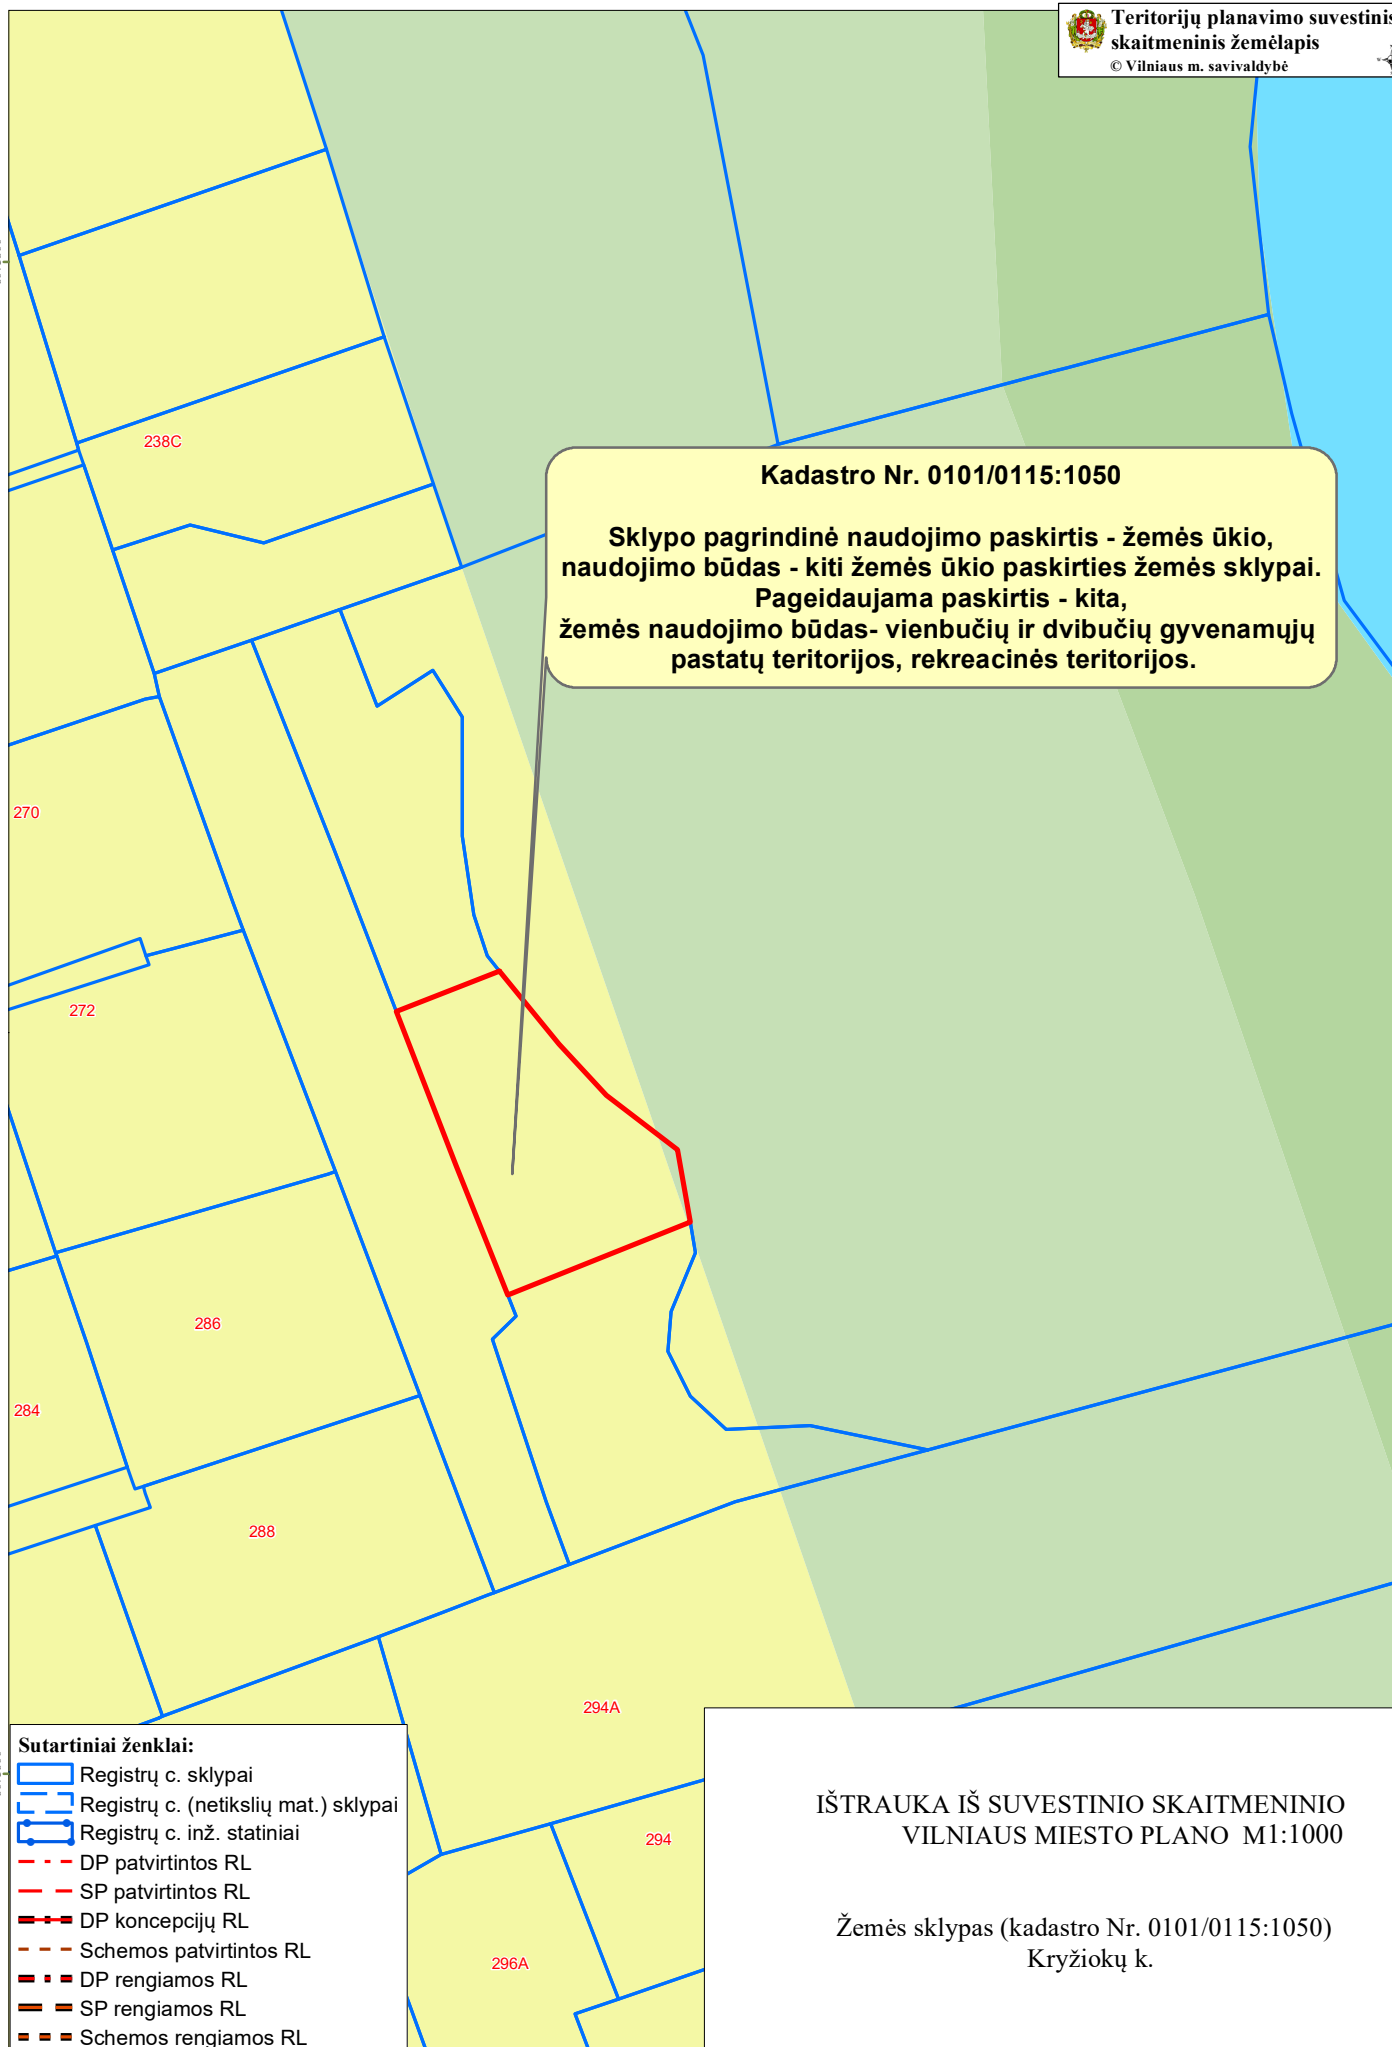 Teritorijų planavimo suvestinis
skaitmeninis žemėlapis
© Vilniaus m. savivaldybė
238C
Kadastro Nr. 0101/0115:1050
Sklypo pagrindinė naudojimo paskirtis - žemės ūkio,
naudojimo būdas - kiti žemės ūkio paskirties žemės sklypai.
Pageidaujama paskirtis - kita,
žemės naudojimo būdas- vienbučių ir dvibučių gyvenamųjų
pastatų teritorijos, rekreacinės teritorijos.
270
272
286
284
288
294A
294
296A
Sutartiniai ženklai:
Registrų c. sklypai
Registrų c. (netikslių mat.) sklypai
Registrų c. inž. statiniai
DP patvirtintos RL
SP patvirtintos RL
DP koncepcijų RL
Schemos patvirtintos RL
DP rengiamos RL
SP rengiamos RL
Schemos rengiamos RL
IŠTRAUKA IŠ SUVESTINIO SKAITMENINIO
VILNIAUS MIESTO PLANO M1:1000
Žemės sklypas (kadastro Nr. 0101/0115:1050)
Kryžiokų k.